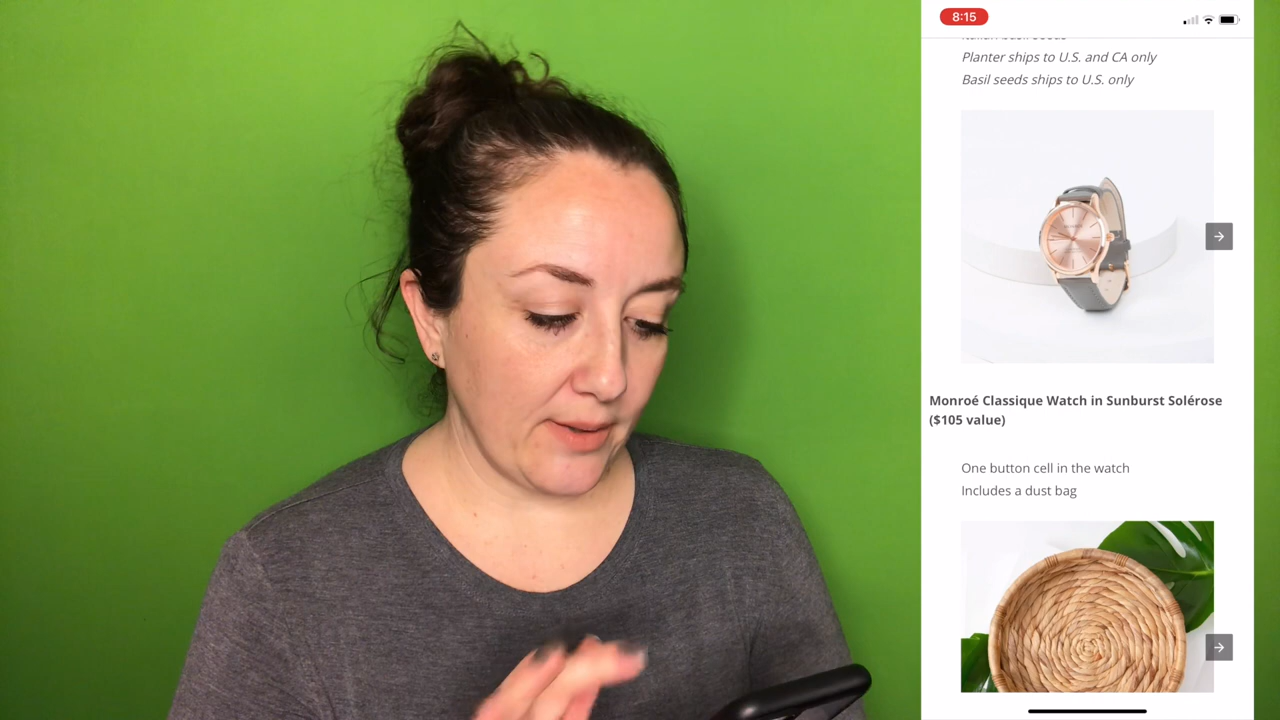 8:15
Planter ships to U.S. and CA only
Basil seeds ships to U.S. only
Monroé Classique Watch in Sunburst Solérose
($105 value)
One button cell in the watch
Includes a dust bag